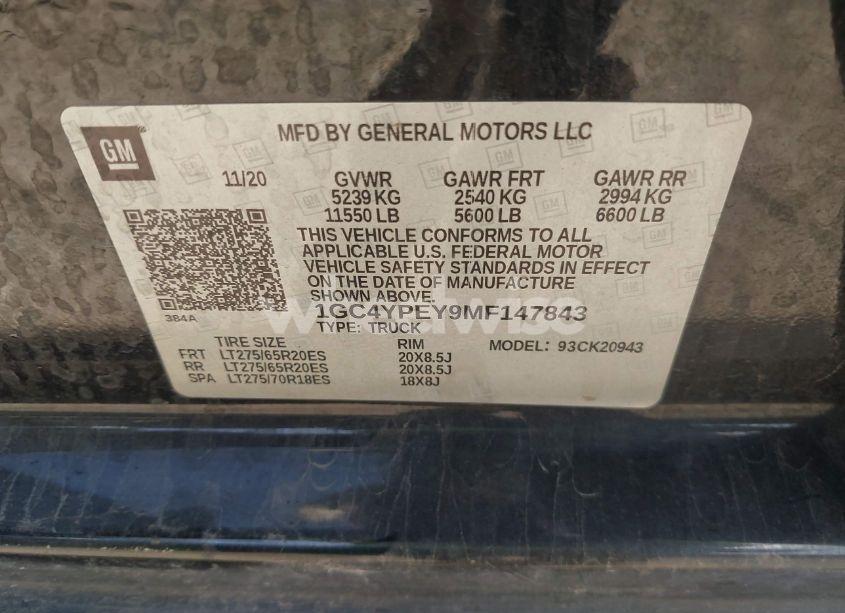 GM
MFD BY GENERAL MOTORS LLC
11/20 GVWR GAWR FRT GAWR RR
5239 KG 2540 KG 2994 KG
11550 LB 5600 LB 6600 LB
THIS VEHICLE CONFORMS TO ALL
APPLICABLE U.S. FEDERAL MOTOR
VEHICLE SAFETY STANDARDS IN EFFECT
ON THE DATE OF MANUFACTURE
SHOWN ABOVE.
384A
1GC4YPEY9MF147843
TYPE: TRUCK
TIRE SIZE RIM MODEL: 93CK20943
FRT LT275/65R20ES 20X8.5J
RR LT275/65R20ES 20X8.5J
SPA LT275/70R18ES 18X8J